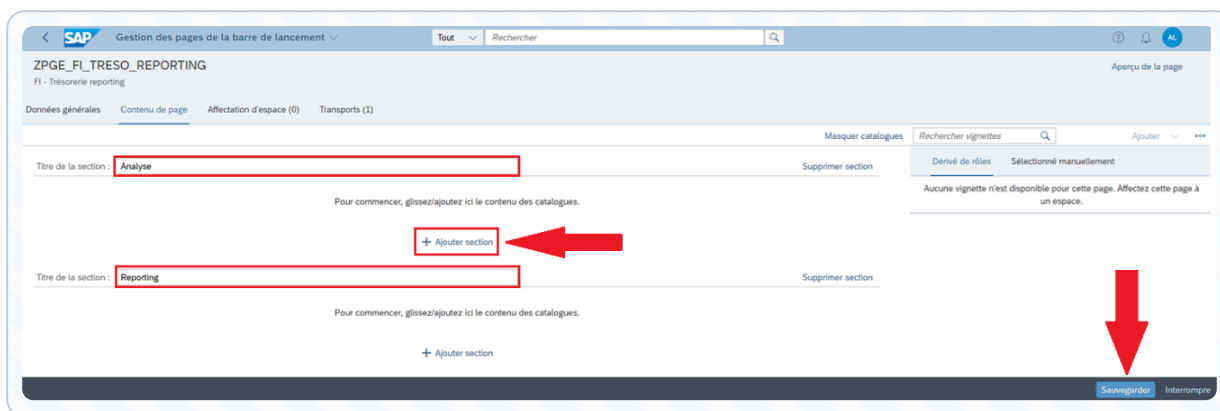 SAP Gestion des pages de la barre de lancement Tout Rechercher AL
ZPGE_FI_TRESO_REPORTING
FI - Trésorerie reporting
Aperçu de la page
Données générales Contenu de page Affectation d'espace (0) Transports (1)
Masquer catalogues Rechercher vignettes Ajouter
Titre de la section : Analyse Supprimer section
Dérivé de rôles Sélectionné manuellement
Aucune vignette n'est disponible pour cette page. Affectez cette page à
un espace.
Pour commencer, glissez/ajoutez ici le contenu des catalogues.
+ Ajouter section
Titre de la section : Reporting Supprimer section
Pour commencer, glissez/ajoutez ici le contenu des catalogues.
+ Ajouter section
Sauvegarder Interrompre